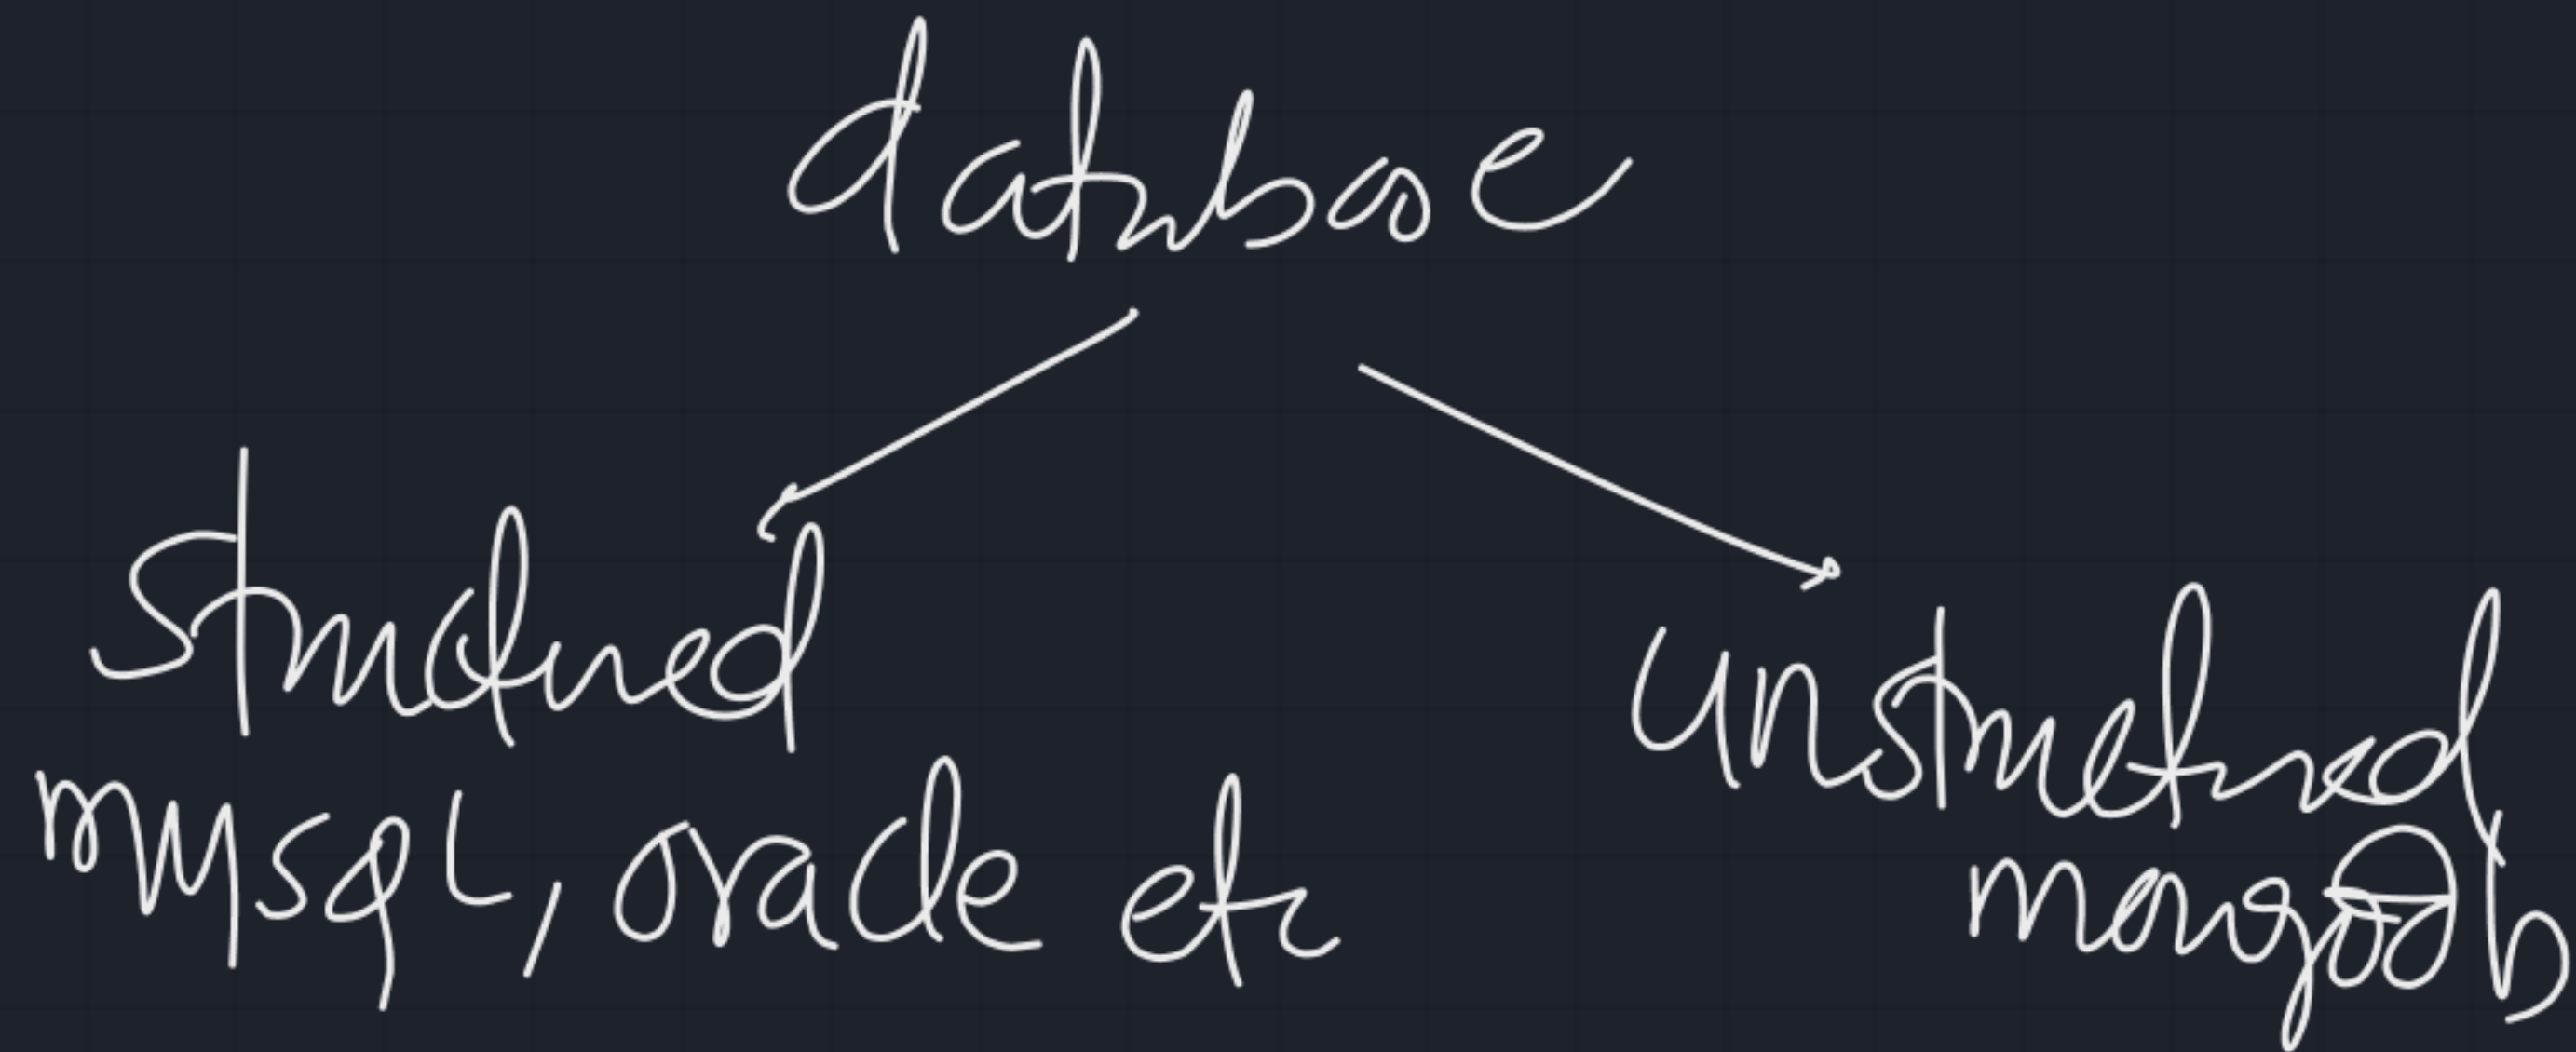 database
structured
mysqL, oracle etc
unstructured
mongodb